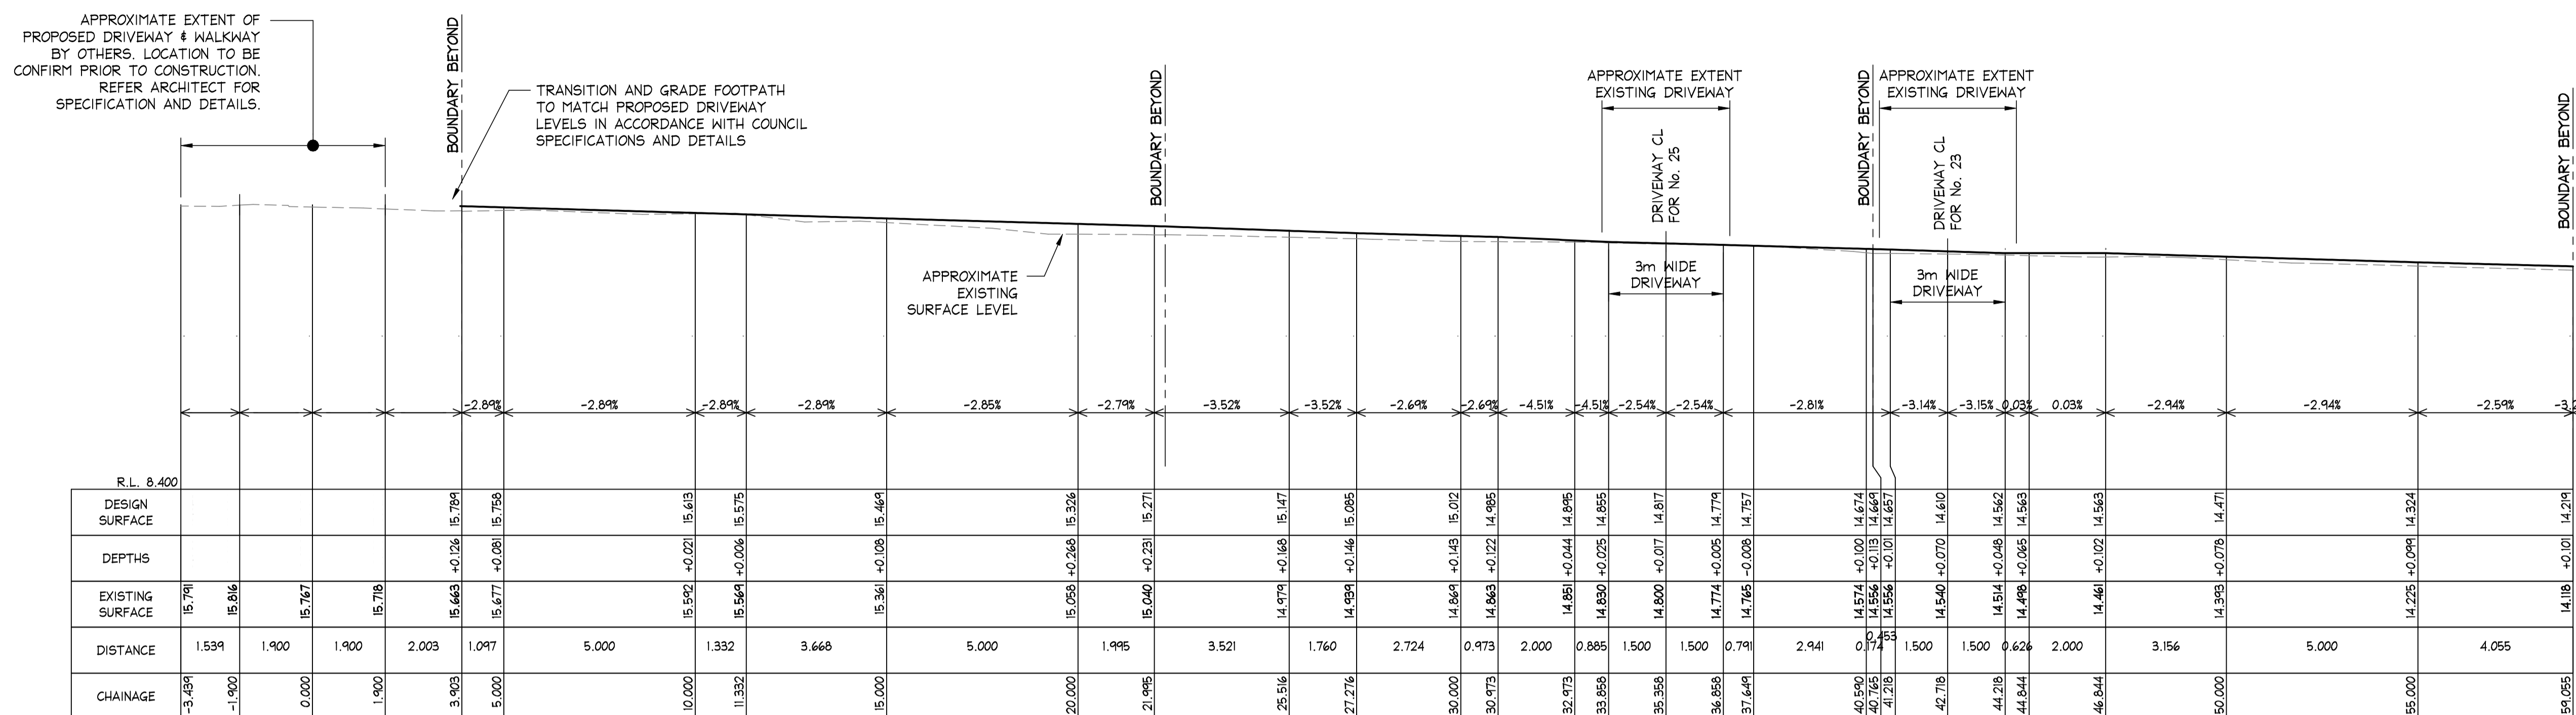 APPROXIMATE EXTENT OF
PROPOSED DRIVEWAY & WALKWAY
BY OTHERS. LOCATION TO BE
CONFIRM PRIOR TO CONSTRUCTION.
REFER ARCHITECT FOR
SPECIFICATION AND DETAILS.
BOUNDARY BEYOND
TRANSITION AND GRADE FOOTPATH
TO MATCH PROPOSED DRIVEWAY
LEVELS IN ACCORDANCE WITH COUNCIL
SPECIFICATIONS AND DETAILS
BOUNDARY BEYOND
APPROXIMATE EXTENT
EXISTING DRIVEWAY
DRIVEWAY CL
FOR No. 25
BOUNDARY BEYOND
APPROXIMATE EXTENT
EXISTING DRIVEWAY
DRIVEWAY CL
FOR No. 23
BOUNDARY BEYOND
APPROXIMATE
EXISTING
SURFACE LEVEL
3m WIDE
DRIVEWAY
3m WIDE
DRIVEWAY
-2.89% -2.89% -2.89% -2.89% -2.85% -2.79% -3.52% -3.52% -2.69% -2.69% -4.51% -4.51% -2.54% -2.54% -2.81% -3.14% -3.15% 0.03% 0.03% -2.94% -2.94% -2.59%
R.L. 8.400
DESIGN
SURFACE
15.789 15.758 15.613 15.575 15.469 15.326 15.271 15.147 15.085 15.012 14.985 14.895 14.855 14.817 14.779 14.757 14.674 14.669 14.657 14.610 14.562 14.563 14.563 14.471 14.324 14.219
DEPTHS
+0.126 +0.081 +0.021 +0.006 +0.108 +0.268 +0.231 +0.168 +0.146 +0.143 +0.122 +0.044 +0.025 +0.017 +0.005 -0.008 +0.100 +0.113 +0.101 +0.070 +0.048 +0.065 +0.102 +0.078 +0.099 +0.101
EXISTING
SURFACE
15.791 15.816 15.767 15.718 15.663 15.677 15.592 15.569 15.361 15.058 15.040 14.979 14.939 14.869 14.863 14.851 14.830 14.800 14.774 14.765 14.574 14.556 14.556 14.540 14.514 14.498 14.461 14.393 14.225 14.118
DISTANCE
1.539 1.900 1.900 2.003 1.097 5.000 1.332 3.668 5.000 1.995 3.521 1.760 2.724 0.973 2.000 0.885 1.500 1.500 0.791 2.941 0.174 0.453 1.500 1.500 0.626 2.000 3.156 5.000 4.055
CHAINAGE
-3.439 -1.900 0.000 1.900 3.903 5.000 10.000 11.332 15.000 20.000 21.995 25.516 27.276 30.000 30.973 32.973 33.858 35.358 36.858 37.649 40.590 40.765 41.218 42.718 44.218 44.844 46.844 50.000 55.000 59.055